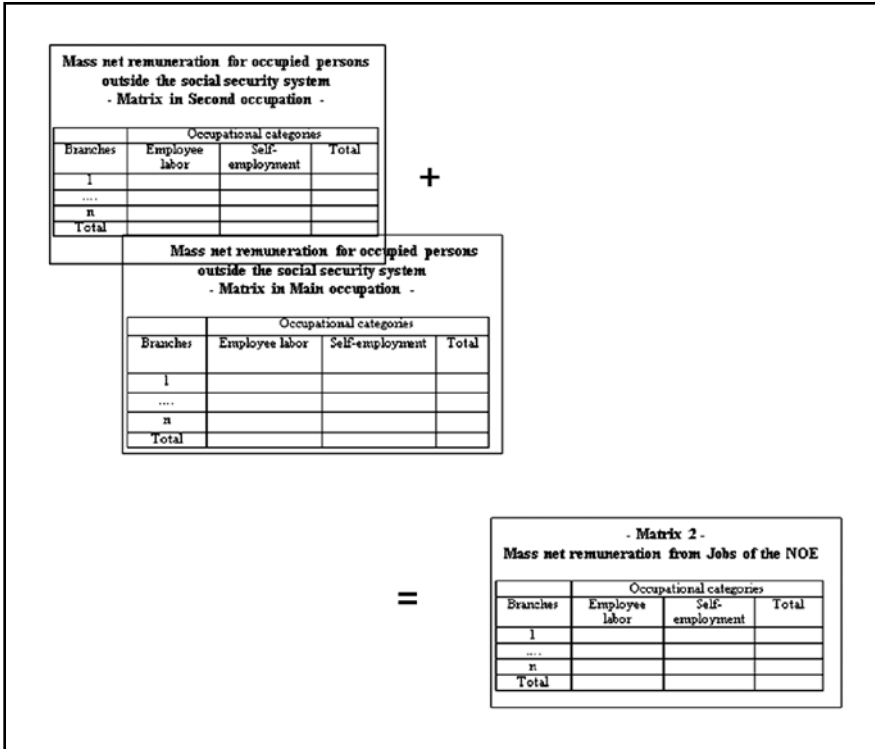 Mass net remuneration for occupied persons
outside the social security system
- Matrix in Second occupation -
Occupational categories
Branches Employee labor Self-employment Total
1
....
n
Total
+
Mass net remuneration for occupied persons
outside the social security system
- Matrix in Main occupation -
Occupational categories
Branches Employee labor Self-employment Total
1
....
n
Total
=
- Matrix 2 -
Mass net remuneration from Jobs of the NOE
Occupational categories
Branches Employee labor Self-employment Total
1
....
n
Total